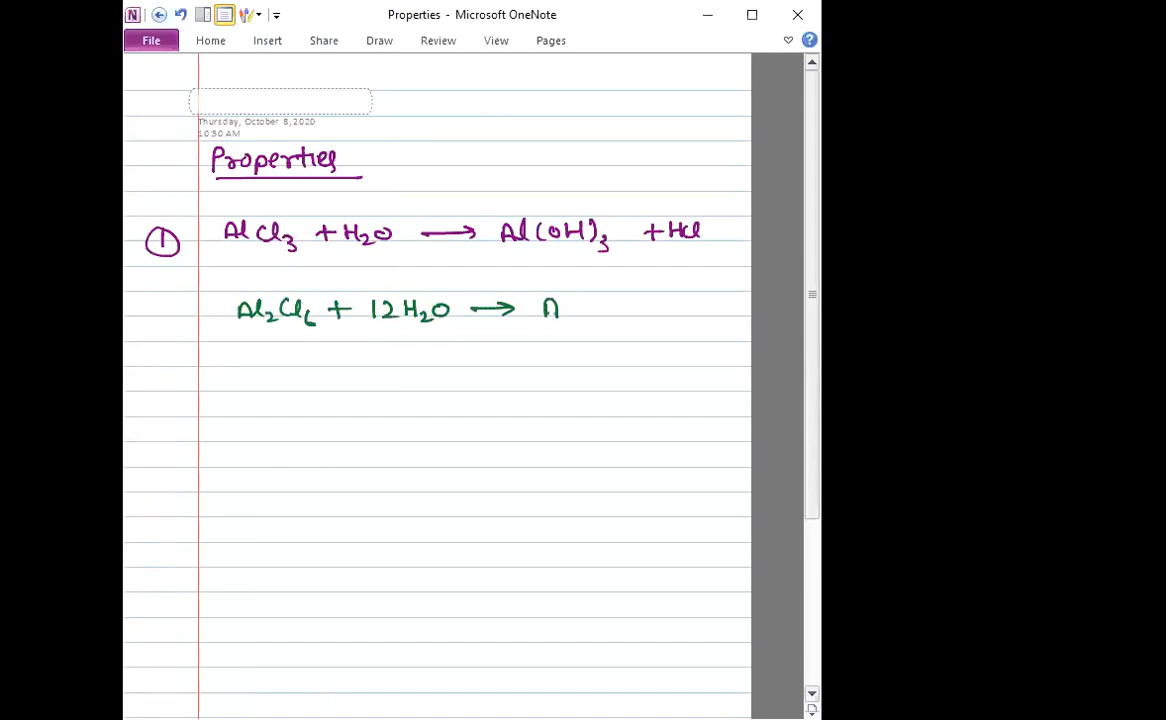 Properties - Microsoft OneNote
File Home Insert Share Draw Review View Pages
Thursday, October 8, 2020
10:50 AM
Properties
① AlCl₃ + H₂O ⟶ Al(OH)₃ + HCl
Al₂Cl₆ + 12H₂O ⟶ A